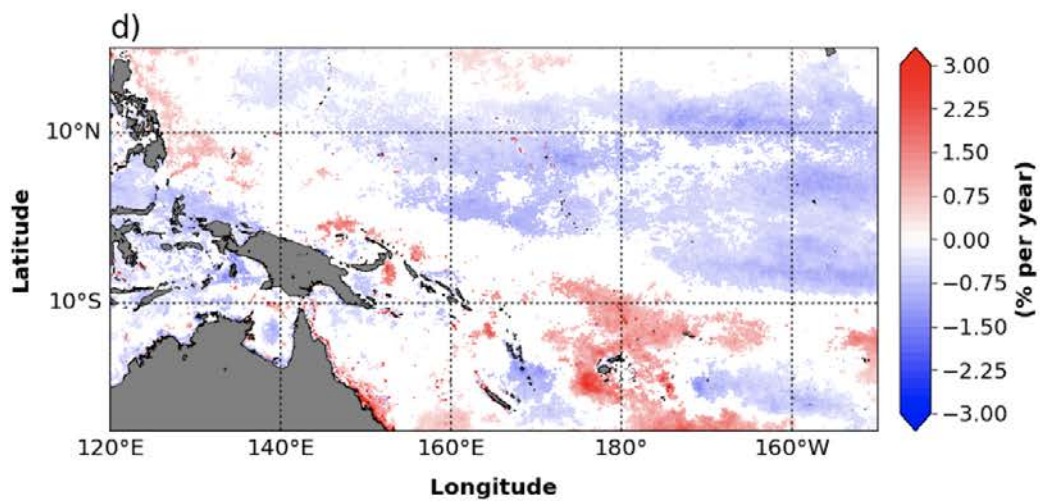 d)
10°N
10°S
Latitude
120°E
140°E
160°E
180°
160°W
Longitude
3.00
2.25
1.50
0.75
0.00
−0.75
−1.50
−2.25
−3.00
(% per year)